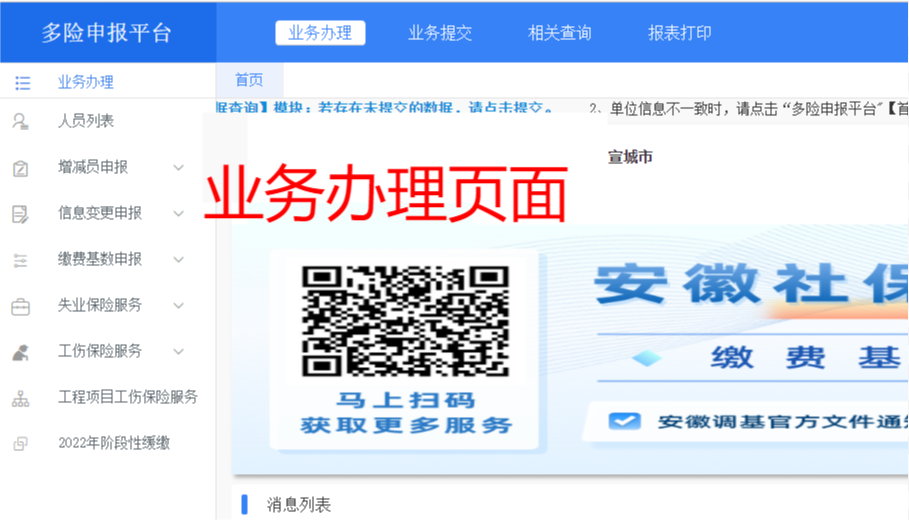 多险申报平台
业务办理 业务提交 相关查询 报表打印
业务办理
首页
据查询】模块：若存在未提交的数据，请点击提交。 2、单位信息不一致时，请点击“多险申报平台”【首
人员列表
宣城市
增减员申报
业务办理页面
信息变更申报
缴费基数申报
安徽社保
失业保险服务
工伤保险服务
缴费基
工程项目工伤保险服务
马上扫码
获取更多服务
安徽调基官方文件通知
2022年阶段性缓缴
消息列表